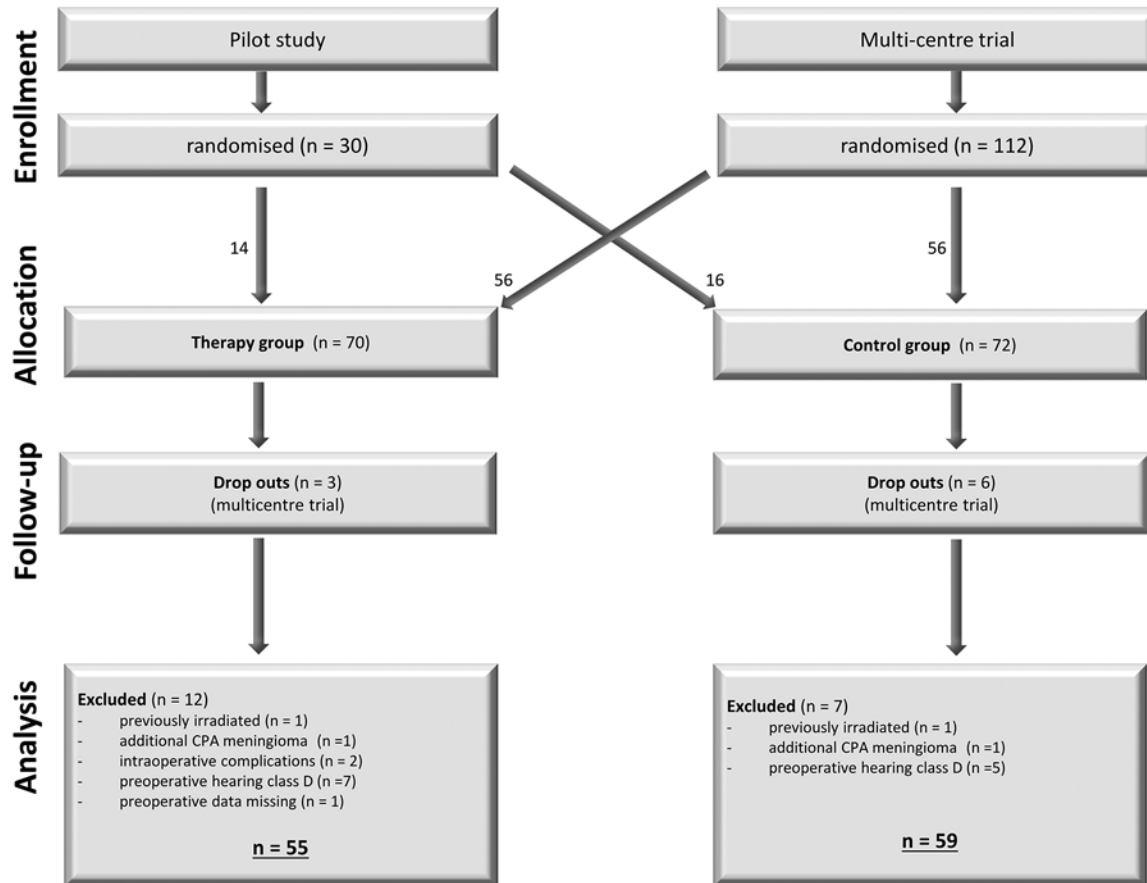 Enrollment
Pilot study
Multi-centre trial
randomised (n = 30)
randomised (n = 112)
Allocation
14
56
16
56
Therapy group (n = 70)
Control group (n = 72)
Follow-up
Drop outs (n = 3)
(multicentre trial)
Drop outs (n = 6)
(multicentre trial)
Analysis
Excluded (n = 12)
- previously irradiated (n = 1)
- additional CPA meningioma (n =1)
- intraoperative complications (n = 2)
- preoperative hearing class D (n =7)
- preoperative data missing (n = 1)
n = 55
Excluded (n = 7)
- previously irradiated (n = 1)
- additional CPA meningioma (n =1)
- preoperative hearing class D (n =5)
n = 59